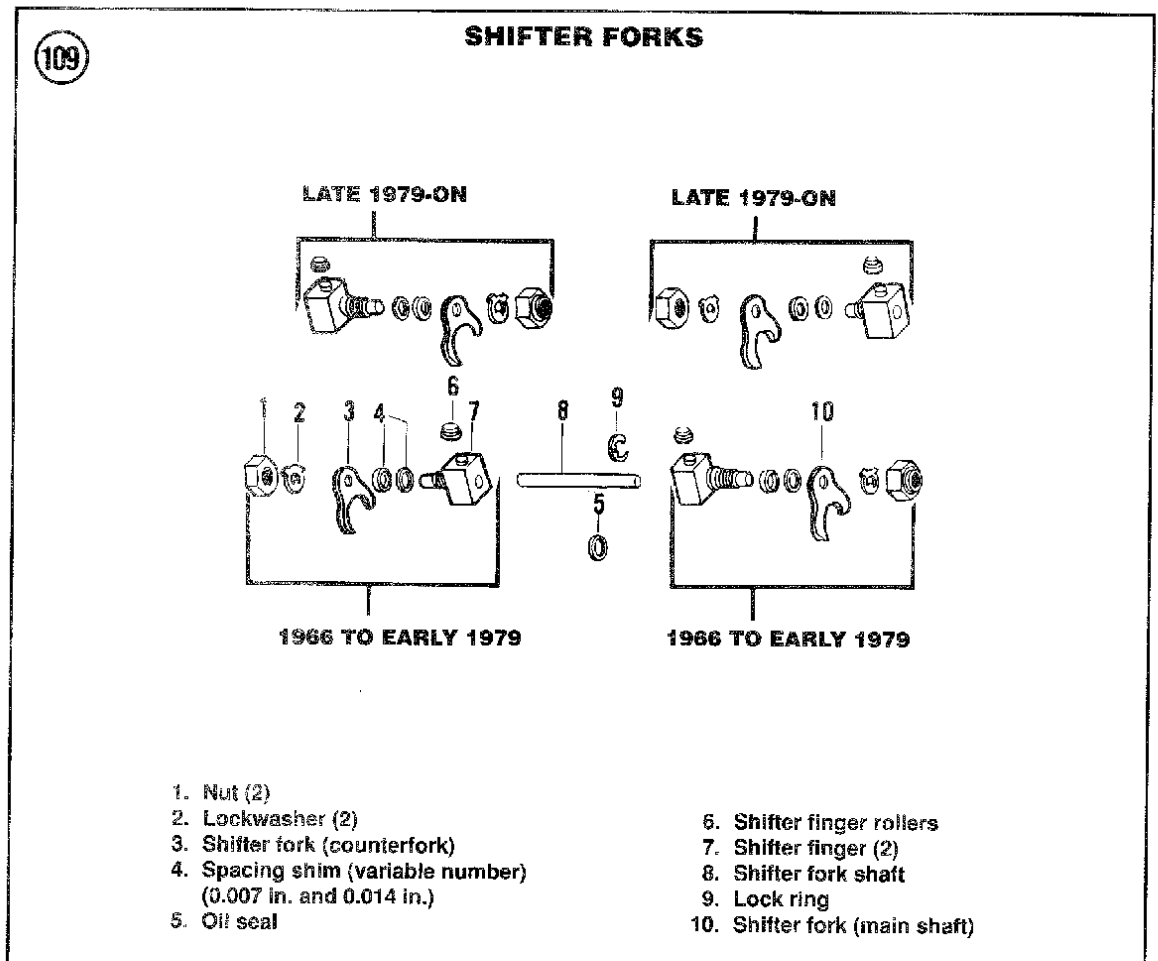 SHIFTER FORKS
109
LATE 1979-ON
LATE 1979-ON
6
9
1 2 3 4 7 8 10
5
1966 TO EARLY 1979
1966 TO EARLY 1979
1. Nut (2)
2. Lockwasher (2)
3. Shifter fork (counterfork)
4. Spacing shim (variable number)
(0.007 in. and 0.014 in.)
5. Oil seal
6. Shifter finger rollers
7. Shifter finger (2)
8. Shifter fork shaft
9. Lock ring
10. Shifter fork (main shaft)